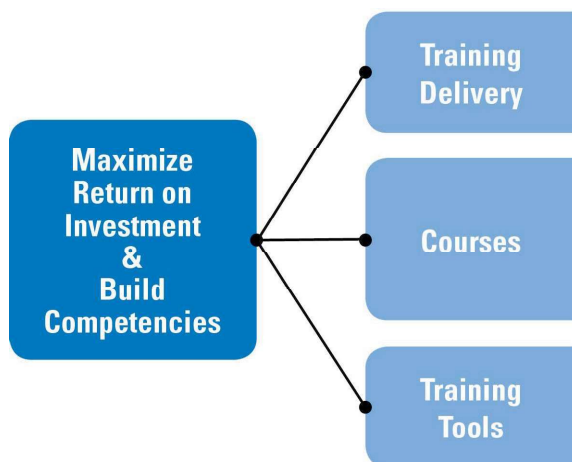 Maximize
Return on
Investment
&
Build
Competencies
Training
Delivery
Courses
Training
Tools